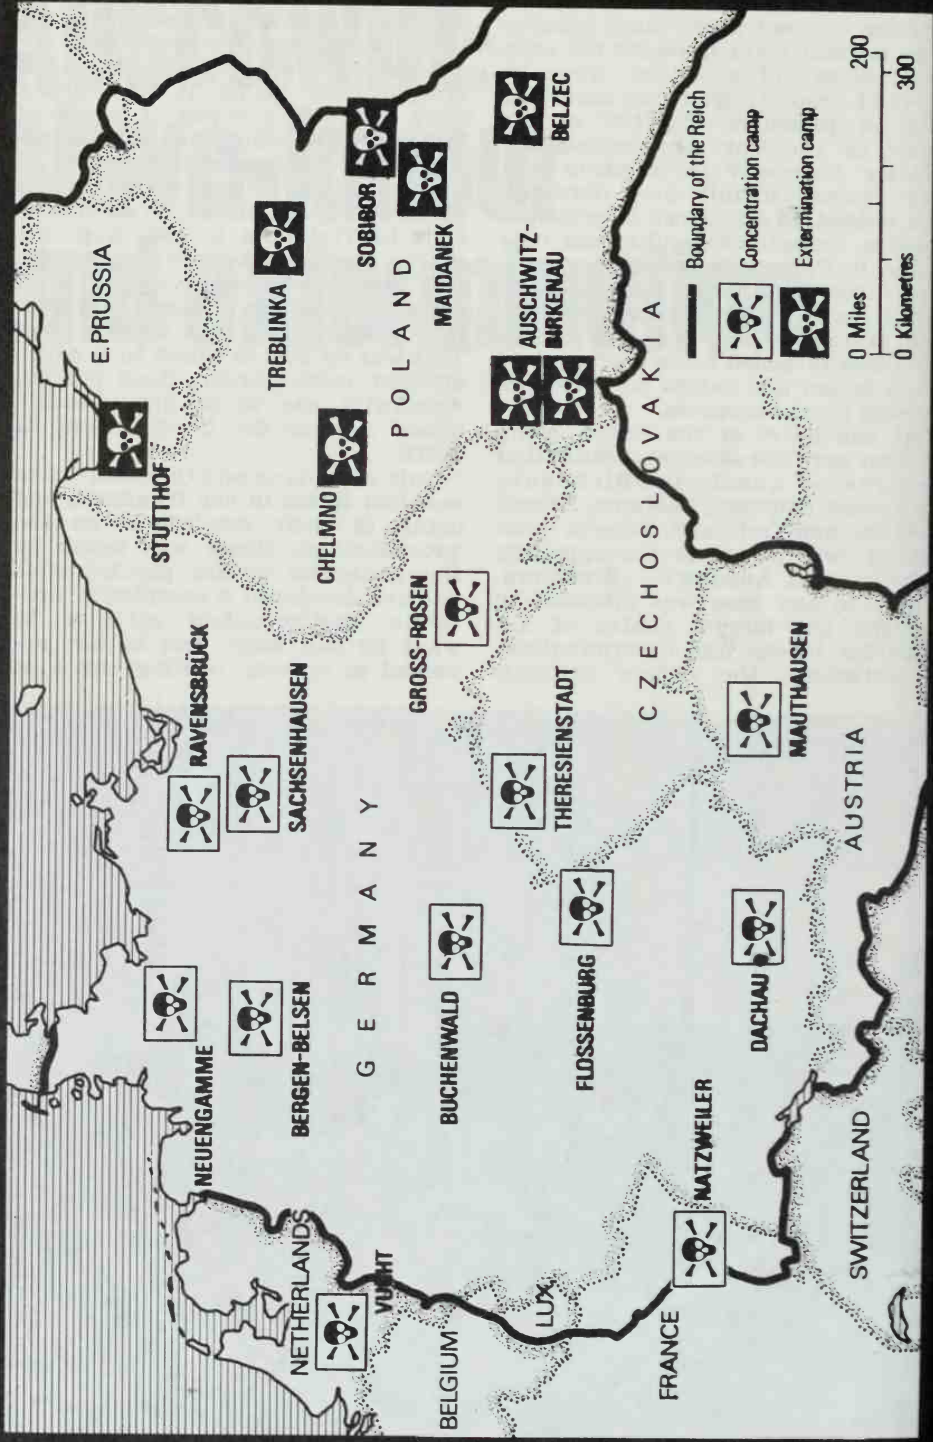 E. PRUSSIA
STUTTHOF
RAVENSBRÜCK
NEUENGAMME
TREBLINKA
NETHERLANDS
BERGEN-BELSEN
SACHSENHAUSEN
CHELMNO
SOBIBOR
GERMANY
VUGHT
POLAND
GROSS-ROSEN
MAIDANEK
BELGIUM
BUCHENWALD
AUSCHWITZ-
BIRKENAU
LUX.
BELZEC
THERESIENSTADT
FLOSSENBURG
CZECHOSLOVAKIA
FRANCE
NATZWEILER
DACHAU
MAUTHAUSEN
AUSTRIA
SWITZERLAND
Boundary of the Reich
Concentration camp
Extermination camp
0 Miles 200
0 Kilometres 300